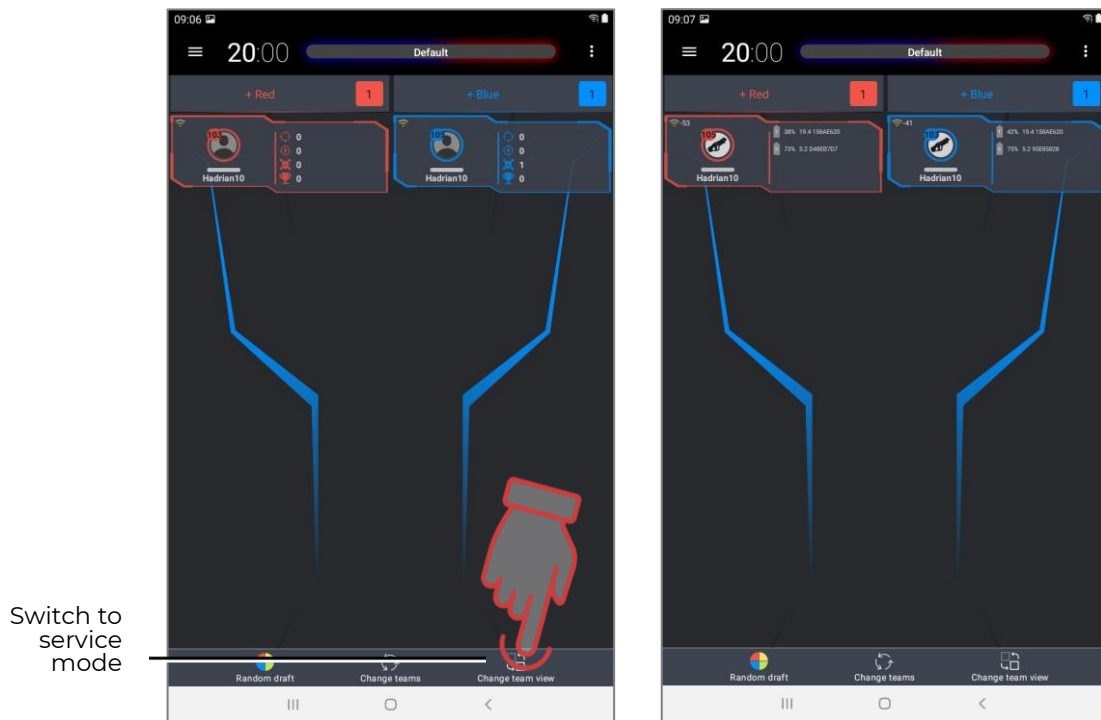 09:06
20:00
Default
+ Red
1
+ Blue
1
103
Hadrian10
0
0
0
0
105
Hadrian10
0
0
1
0
Switch to
service
mode
Random draft
Change teams
Change team view
09:07
20:00
Default
+ Red
1
+ Blue
1
-53
105
Hadrian10
38% 19.4 158AE620
73% 5.2 D48EB7D7
-41
103
Hadrian10
42% 19.4 158AE620
75% 5.2 95E85B28
Random draft
Change teams
Change team view